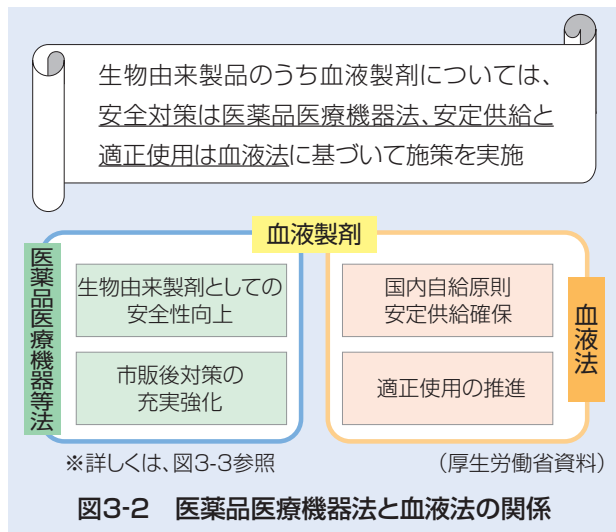 生物由来製品のうち血液製剤については、
安全対策は医薬品医療機器法、安定供給と
適正使用は血液法に基づいて施策を実施
血液製剤
医薬品医療機器等法
生物由来製剤としての
安全性向上
市販後対策の
充実強化
国内自給原則
安定供給確保
適正使用の推進
血液法
※詳しくは、図3-3参照
(厚生労働省資料)
図3-2 医薬品医療機器法と血液法の関係